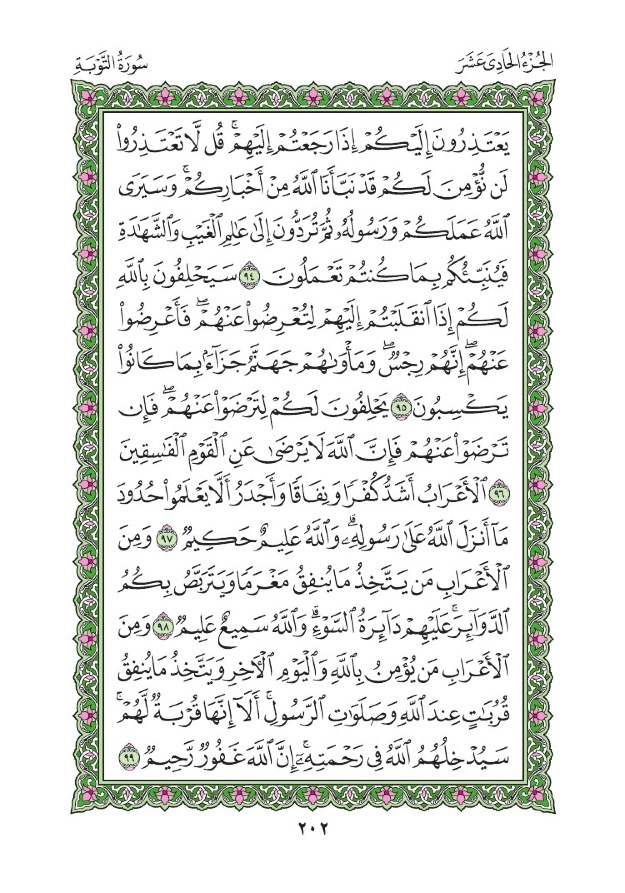 الجُزْءُ الحَادِىَ عَشَرَ
سُورَةُ التَّوْبَةِ
يَعْتَذِرُونَ إِلَيْكُمْ إِذَا رَجَعْتُمْ إِلَيْهِمْ ۚ قُل لَّا تَعْتَذِرُوا۟
لَن نُّؤْمِنَ لَكُمْ قَدْ نَبَّأَنَا ٱللَّهُ مِنْ أَخْبَارِكُمْ ۚ وَسَيَرَى
ٱللَّهُ عَمَلَكُمْ وَرَسُولُهُۥ ثُمَّ تُرَدُّونَ إِلَىٰ عَٰلِمِ ٱلْغَيْبِ وَٱلشَّهَٰدَةِ
فَيُنَبِّئُكُم بِمَا كُنتُمْ تَعْمَلُونَ ٩٤ سَيَحْلِفُونَ بِٱللَّهِ
لَكُمْ إِذَا ٱنقَلَبْتُمْ إِلَيْهِمْ لِتُعْرِضُوا۟ عَنْهُمْ ۖ فَأَعْرِضُوا۟
عَنْهُمْ ۖ إِنَّهُمْ رِجْسٌ ۖ وَمَأْوَىٰهُمْ جَهَنَّمُ جَزَآءًۢ بِمَا كَانُوا۟
يَكْسِبُونَ ٩٥ يَحْلِفُونَ لَكُمْ لِتَرْضَوْا۟ عَنْهُمْ ۖ فَإِن
تَرْضَوْا۟ عَنْهُمْ فَإِنَّ ٱللَّهَ لَا يَرْضَىٰ عَنِ ٱلْقَوْمِ ٱلْفَٰسِقِينَ
٩٦ ٱلْأَعْرَابُ أَشَدُّ كُفْرًا وَنِفَاقًا وَأَجْدَرُ أَلَّا يَعْلَمُوا۟ حُدُودَ
مَآ أَنزَلَ ٱللَّهُ عَلَىٰ رَسُولِهِۦ ۗ وَٱللَّهُ عَلِيمٌ حَكِيمٌ ٩٧ وَمِنَ
ٱلْأَعْرَابِ مَن يَتَّخِذُ مَا يُنفِقُ مَغْرَمًا وَيَتَرَبَّصُ بِكُمُ
ٱلدَّوَآئِرَ ۚ عَلَيْهِمْ دَآئِرَةُ ٱلسَّوْءِ ۗ وَٱللَّهُ سَمِيعٌ عَلِيمٌ ٩٨ وَمِنَ
ٱلْأَعْرَابِ مَن يُؤْمِنُ بِٱللَّهِ وَٱلْيَوْمِ ٱلْءَاخِرِ وَيَتَّخِذُ مَا يُنفِقُ
قُرُبَٰتٍ عِندَ ٱللَّهِ وَصَلَوَٰتِ ٱلرَّسُولِ ۚ أَلَآ إِنَّهَا قُرْبَةٌ لَّهُمْ ۚ
سَيُدْخِلُهُمُ ٱللَّهُ فِى رَحْمَتِهِۦٓ ۗ إِنَّ ٱللَّهَ غَفُورٌ رَّحِيمٌ ٩٩
٢٠٢